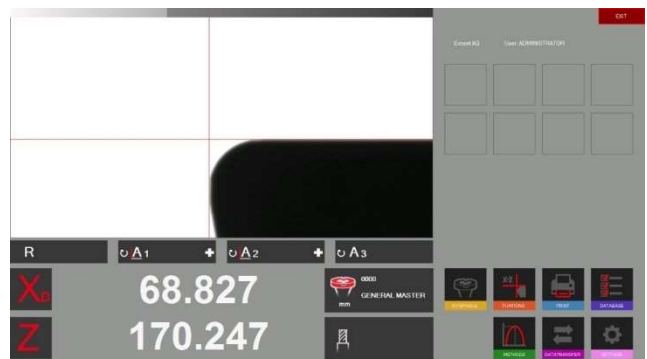 EXIT
User: ADMINISTRATOR
R
A1
A2
A3
XD
68.827
mm
0000
GENERAL MASTER
Z
170.247
X-Z
FUNCTIONS
PRINT
DATABASE
METHODS
DATATRANSFER
SETTINGS